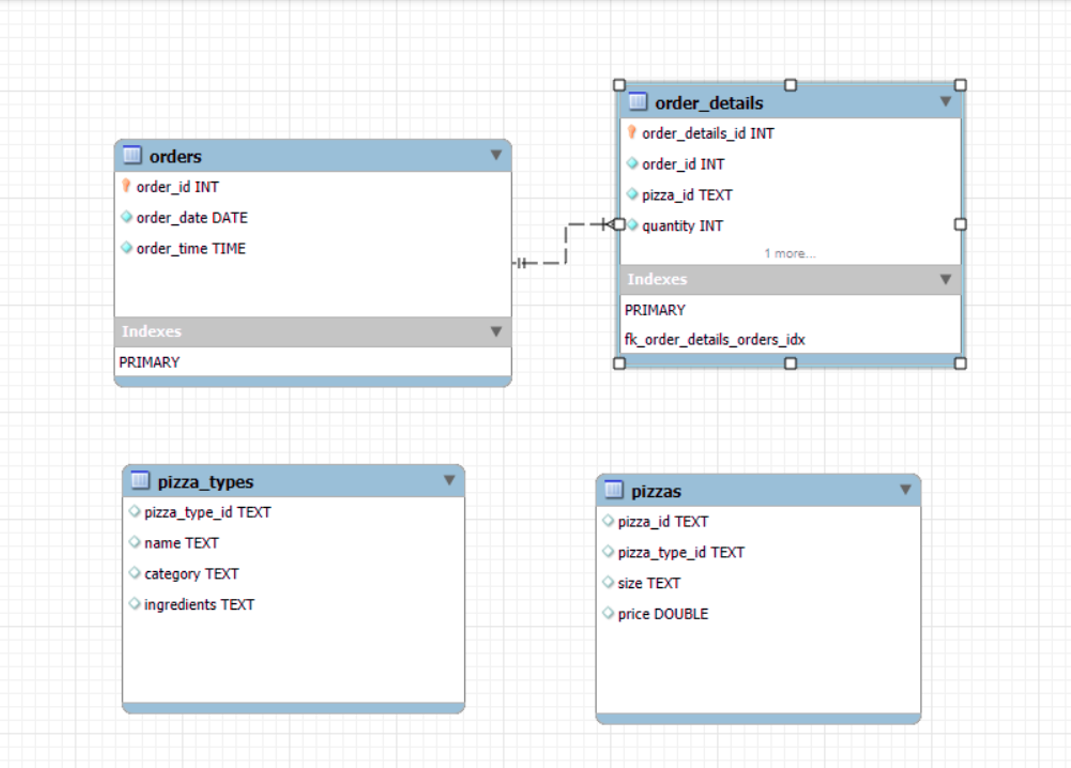 orders
order_id INT
order_date DATE
order_time TIME
Indexes
PRIMARY
order_details
order_details_id INT
order_id INT
pizza_id TEXT
quantity INT
1 more...
Indexes
PRIMARY
fk_order_details_orders_idx
pizza_types
pizza_type_id TEXT
name TEXT
category TEXT
ingredients TEXT
pizzas
pizza_id TEXT
pizza_type_id TEXT
size TEXT
price DOUBLE